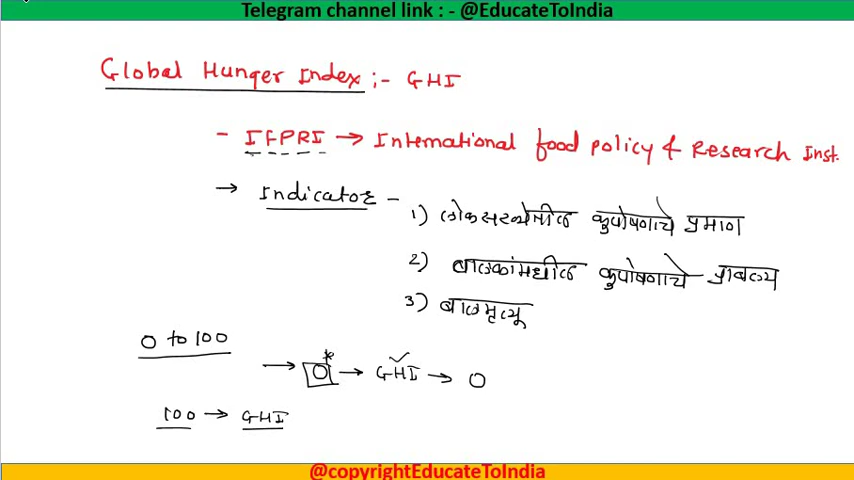 Telegram channel link : - @EducateToIndia
Global Hunger Index :- GHI
- IFPRI → International food policy & Research Inst.
→ Indicator -
1) लोकसंख्येतील कुपोषणाचे प्रमाण
2) बालकांमधील कुपोषणाचे प्राबल्य
3) बालमृत्यू
0 to 100
→ 0* → GHI → 0
100 → GHI
@copyrightEducateToIndia